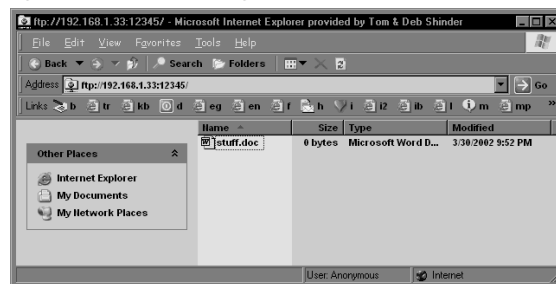 ftp://192.168.1.33:12345/ - Microsoft Internet Explorer provided by Tom & Deb Shinder
File Edit View Favorites Tools Help
Back Search Folders
Address ftp://192.168.1.33:12345/ Go
Links b tr kb d eg en f h i i2 ib l m mp »
Name Size Type Modified
stuff.doc 0 bytes Microsoft Word D... 3/30/2002 9:52 PM
Other Places
Internet Explorer
My Documents
My Network Places
User: Anonymous Internet